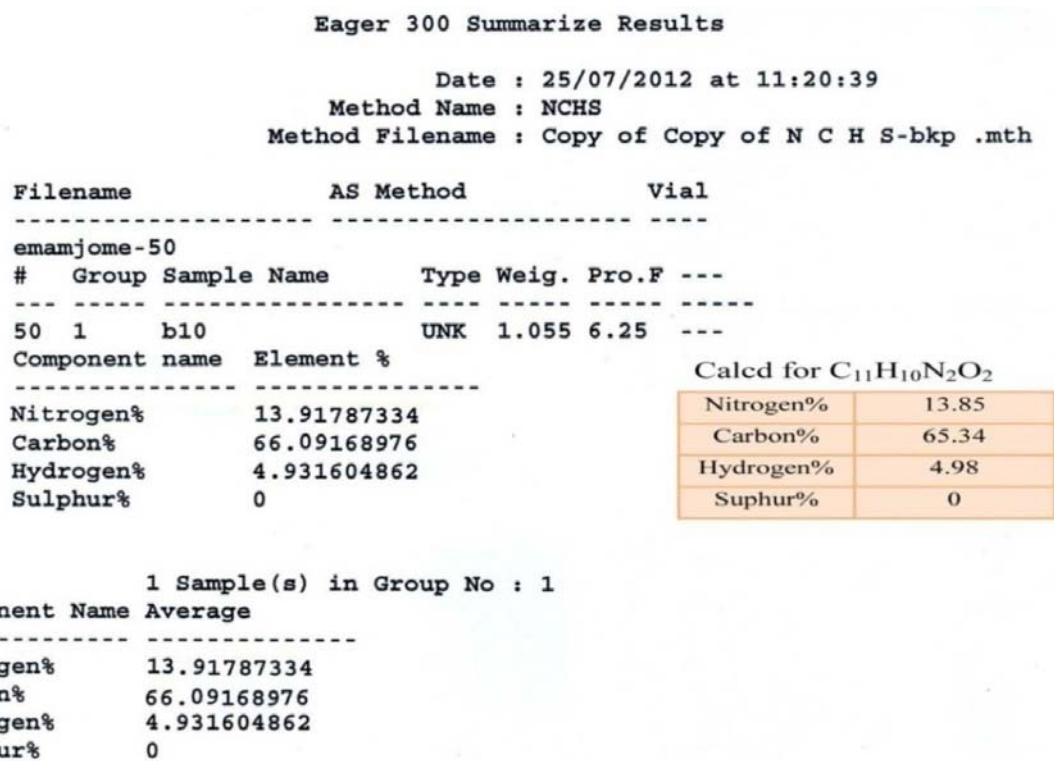 Eager 300 Summarize Results
Date : 25/07/2012 at 11:20:39
Method Name : NCHS
Method Filename : Copy of Copy of N C H S-bkp .mth
Filename AS Method Vial
-------------------- -------------------- ----
emamjome-50
# Group Sample Name Type Weig. Pro.F ---
--- ----- ---------------- ---- ----- ----- -----
50 1 b10 UNK 1.055 6.25 ---
Component name Element %
--------------- ---------------
Nitrogen% 13.91787334
Carbon% 66.09168976
Hydrogen% 4.931604862
Sulphur% 0
Calcd for C₁₁H₁₀N₂O₂
Nitrogen% 13.85
Carbon% 65.34
Hydrogen% 4.98
Suphur% 0
1 Sample(s) in Group No : 1
nent Name Average
--------- --------------
gen% 13.91787334
n% 66.09168976
gen% 4.931604862
ur% 0